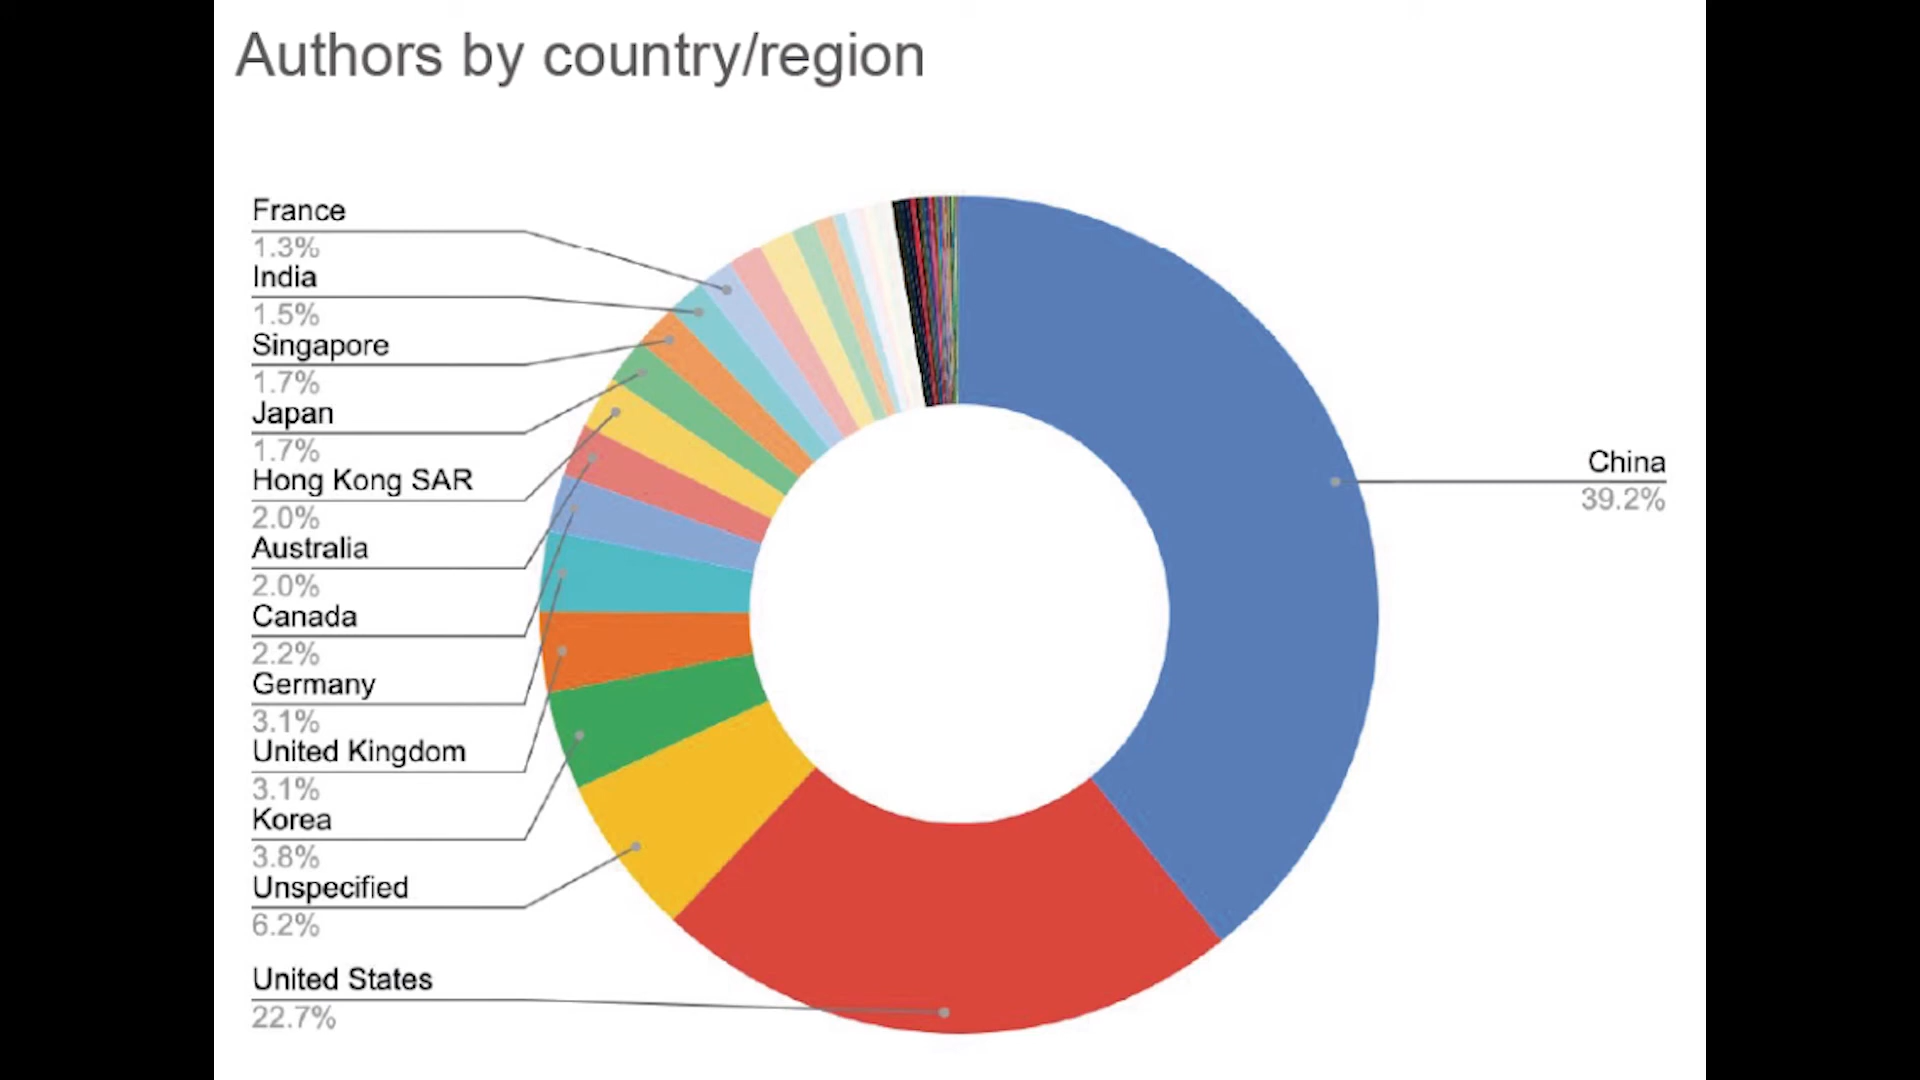 Authors by country/region
France
1.3%
India
1.5%
Singapore
1.7%
Japan
1.7%
Hong Kong SAR
2.0%
Australia
2.0%
Canada
2.2%
Germany
3.1%
United Kingdom
3.1%
Korea
3.8%
Unspecified
6.2%
United States
22.7%
China
39.2%